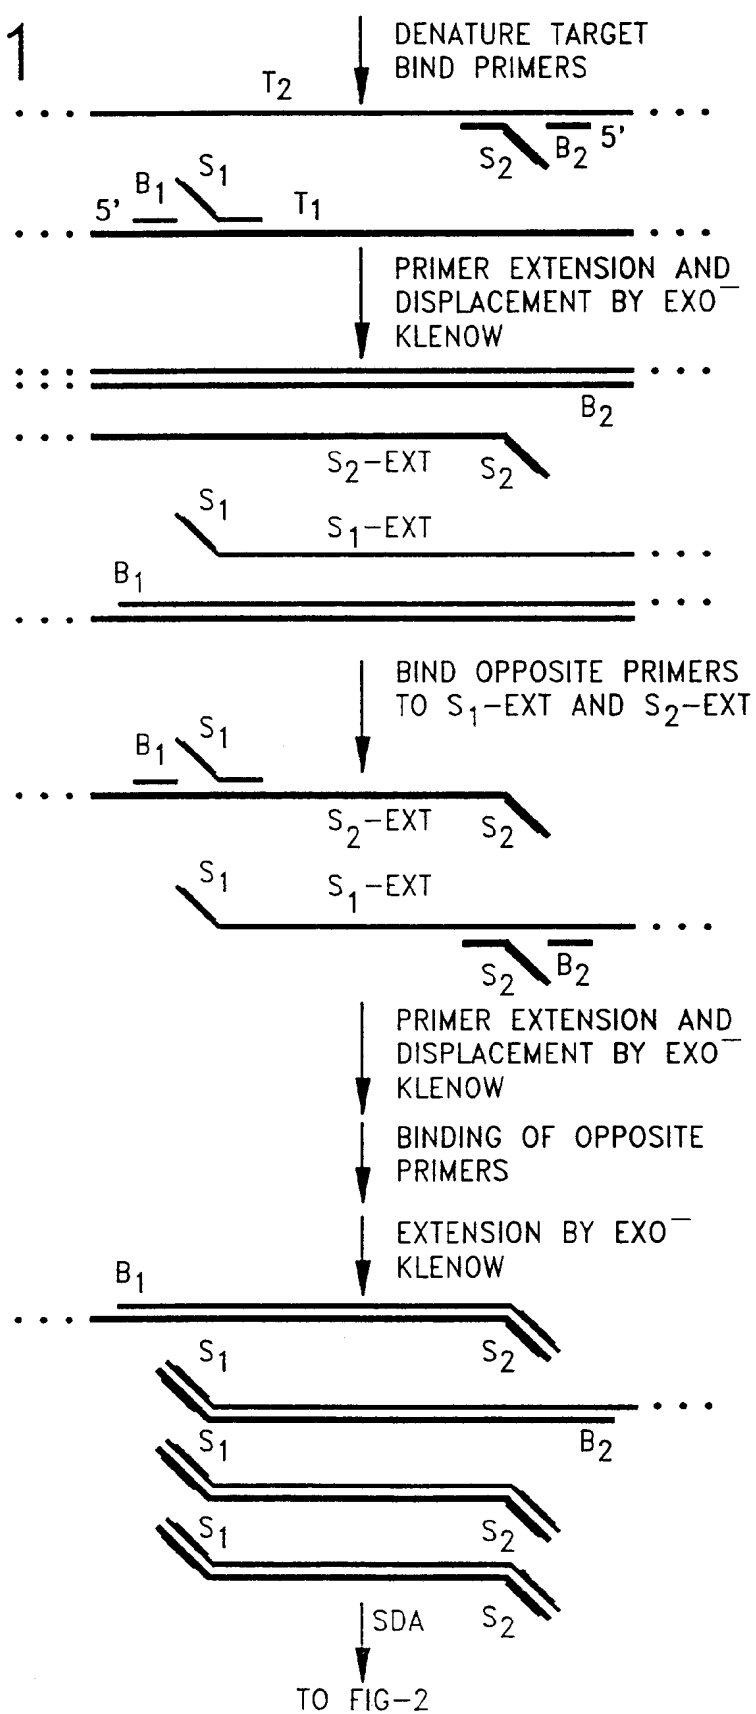 1
DENATURE TARGET
BIND PRIMERS
T2
S2 B2 5'
5' B1 S1 T1
PRIMER EXTENSION AND
DISPLACEMENT BY EXO¯
KLENOW
B2
S2-EXT S2
S1 S1-EXT
B1
BIND OPPOSITE PRIMERS
TO S1-EXT AND S2-EXT
B1 S1
S2-EXT S2
S1 S1-EXT
S2 B2
PRIMER EXTENSION AND
DISPLACEMENT BY EXO¯
KLENOW
BINDING OF OPPOSITE
PRIMERS
EXTENSION BY EXO¯
KLENOW
B1
S1 S2
S1 B2
S1 S2
S2
SDA
TO FIG-2